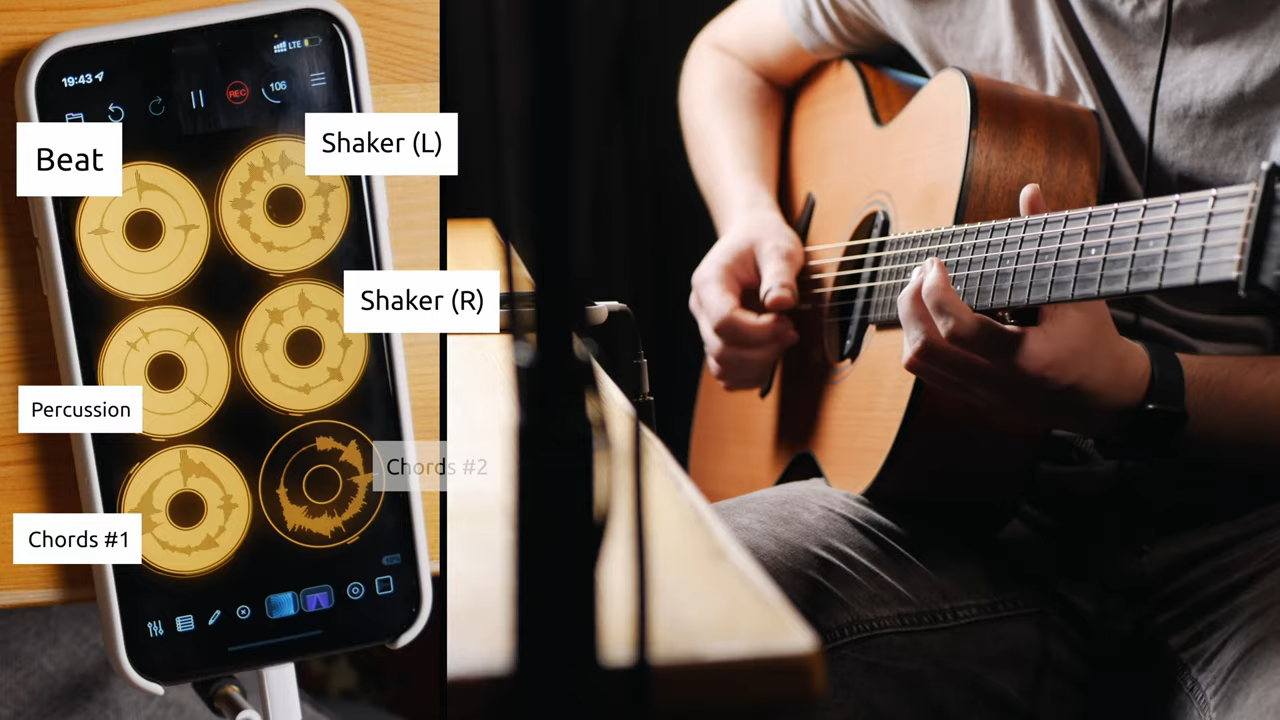 19:43
LTE
REC
106
Beat
Shaker (L)
Shaker (R)
Percussion
Chords #2
Chords #1